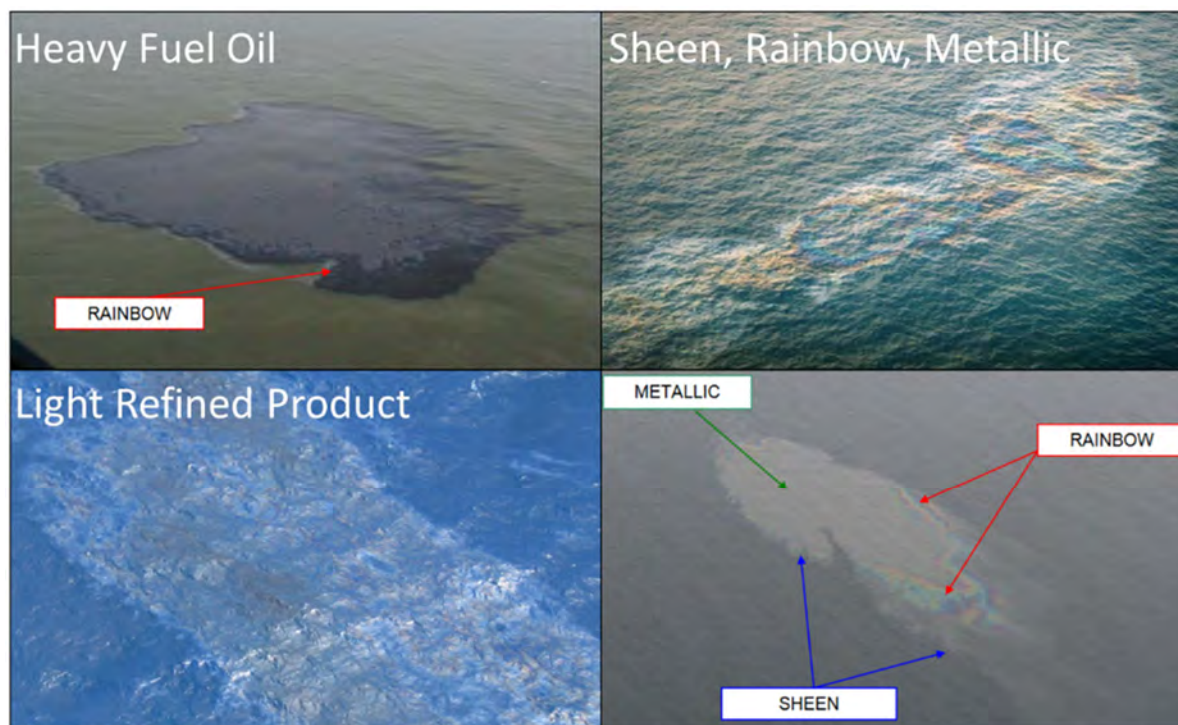 Heavy Fuel Oil
Sheen, Rainbow, Metallic
RAINBOW
Light Refined Product
METALLIC
RAINBOW
SHEEN